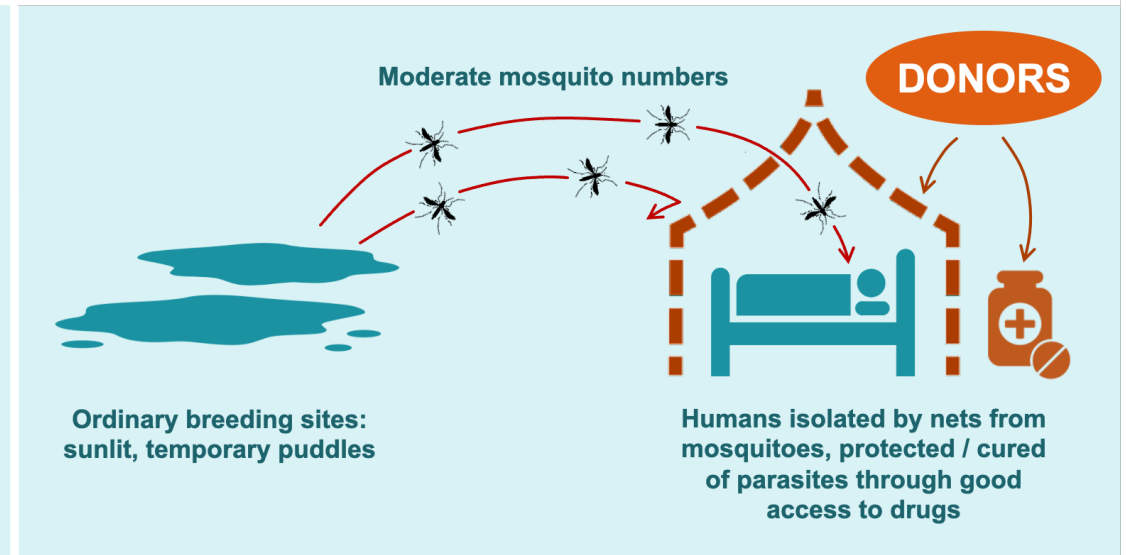 Moderate mosquito numbers
DONORS
Ordinary breeding sites:
sunlit, temporary puddles
Humans isolated by nets from
mosquitoes, protected / cured
of parasites through good
access to drugs